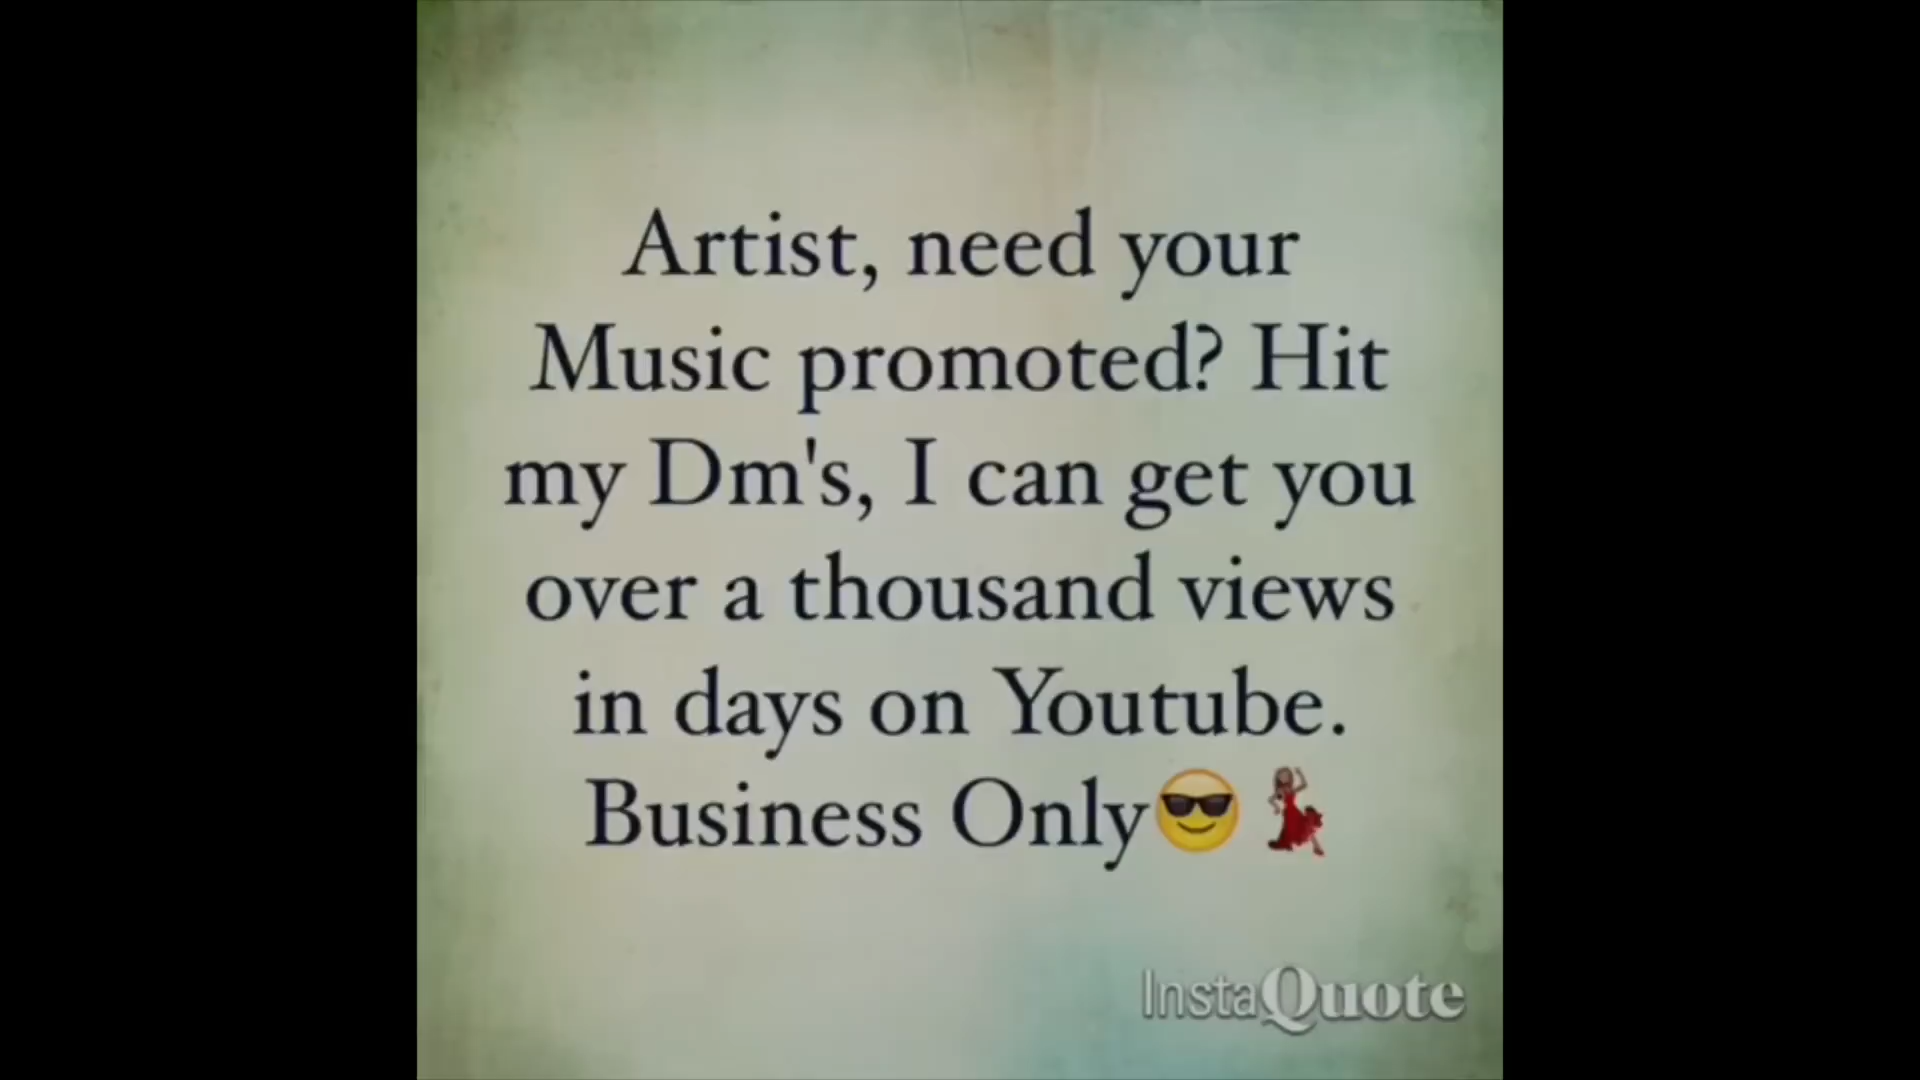 Artist, need your
Music promoted? Hit
my Dm's, I can get you
over a thousand views
in days on Youtube.
Business Only😎💃
InstaQuote